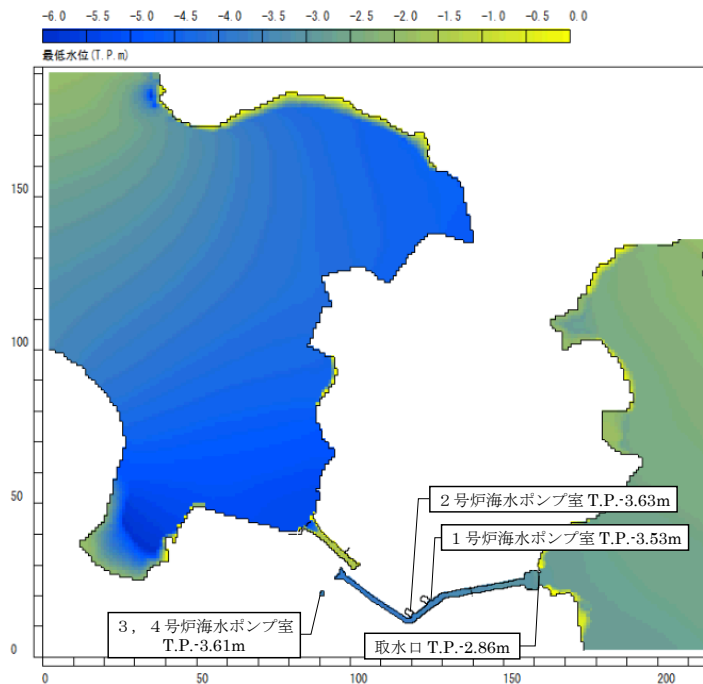 -6.0 -5.5 -5.0 -4.5 -4.0 -3.5 -3.0 -2.5 -2.0 -1.5 -1.0 -0.5 0.0
最低水位(T.P.m)
150
100
50
0
2号炉海水ポンプ室 T.P.-3.63m
1号炉海水ポンプ室 T.P.-3.53m
3，4号炉海水ポンプ室
T.P.-3.61m
取水口 T.P.-2.86m
0 50 100 150 200